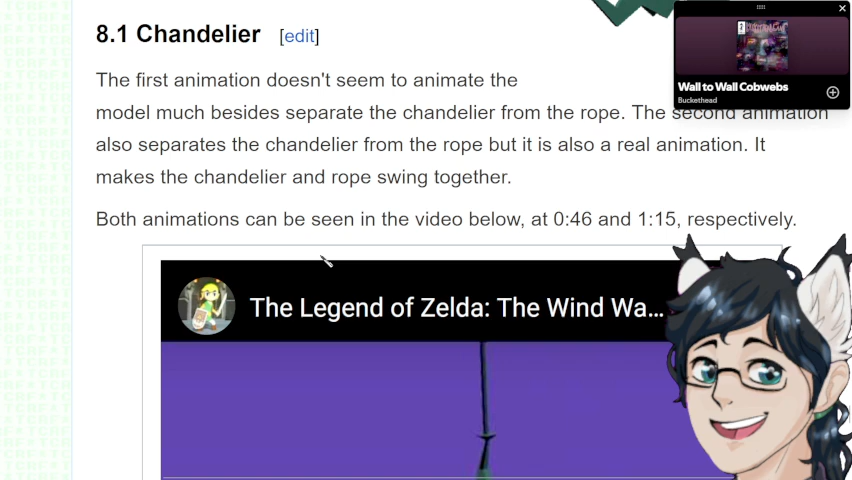 8.1 Chandelier [edit]
The first animation doesn't seem to animate the
model much besides separate the chandelier from the rope. The second animation
also separates the chandelier from the rope but it is also a real animation. It
makes the chandelier and rope swing together.
Both animations can be seen in the video below, at 0:46 and 1:15, respectively.
The Legend of Zelda: The Wind Wa...
Wall to Wall Cobwebs
Buckethead